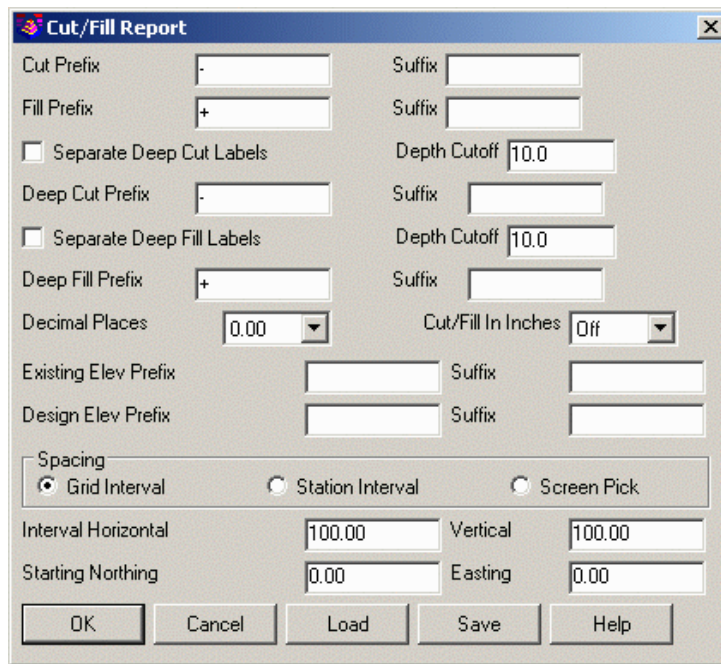 Cut/Fill Report
Cut Prefix - Suffix
Fill Prefix + Suffix
Separate Deep Cut Labels Depth Cutoff 10.0
Deep Cut Prefix - Suffix
Separate Deep Fill Labels Depth Cutoff 10.0
Deep Fill Prefix + Suffix
Decimal Places 0.00 Cut/Fill In Inches Off
Existing Elev Prefix Suffix
Design Elev Prefix Suffix
Spacing
Grid Interval Station Interval Screen Pick
Interval Horizontal 100.00 Vertical 100.00
Starting Northing 0.00 Easting 0.00
OK Cancel Load Save Help